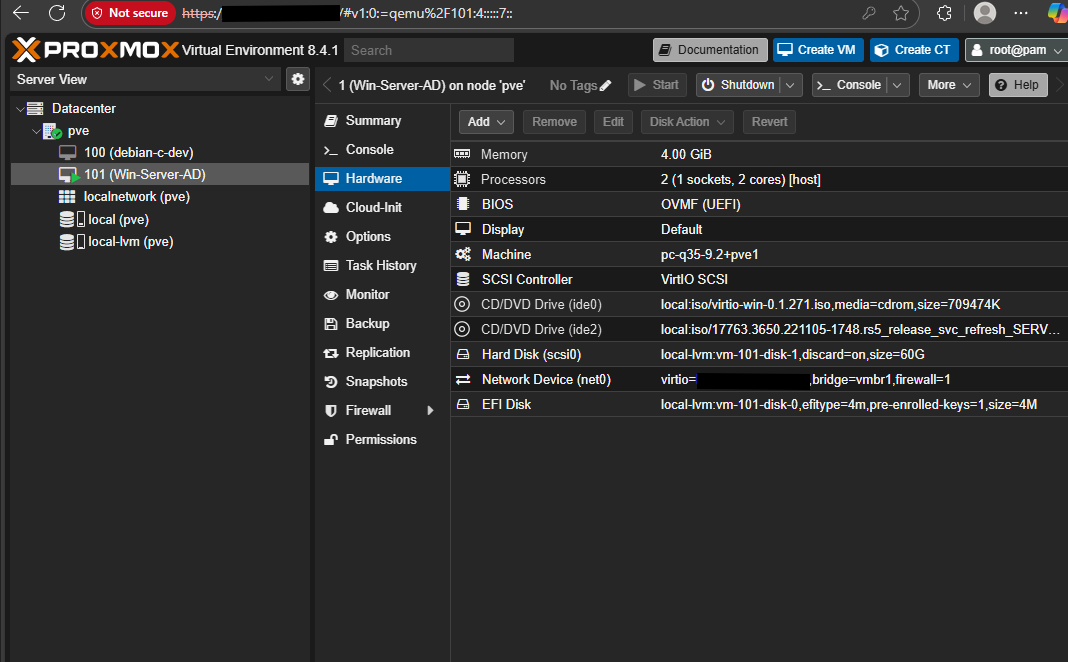 Not secure https:/ /#v1:0:=qemu%2F101:4:::::7::
PROXMOX Virtual Environment 8.4.1 Search Documentation Create VM Create CT root@pam
Server View
Datacenter
pve
100 (debian-c-dev)
101 (Win-Server-AD)
localnetwork (pve)
local (pve)
local-lvm (pve)
1 (Win-Server-AD) on node 'pve' No Tags Start Shutdown Console More Help
Summary
Console
Hardware
Cloud-Init
Options
Task History
Monitor
Backup
Replication
Snapshots
Firewall
Permissions
Add Remove Edit Disk Action Revert
Memory 4.00 GiB
Processors 2 (1 sockets, 2 cores) [host]
BIOS OVMF (UEFI)
Display Default
Machine pc-q35-9.2+pve1
SCSI Controller VirtIO SCSI
CD/DVD Drive (ide0) local:iso/virtio-win-0.1.271.iso,media=cdrom,size=709474K
CD/DVD Drive (ide2) local:iso/17763.3650.221105-1748.rs5_release_svc_refresh_SERV...
Hard Disk (scsi0) local-lvm:vm-101-disk-1,discard=on,size=60G
Network Device (net0) virtio= ,bridge=vmbr1,firewall=1
EFI Disk local-lvm:vm-101-disk-0,efitype=4m,pre-enrolled-keys=1,size=4M